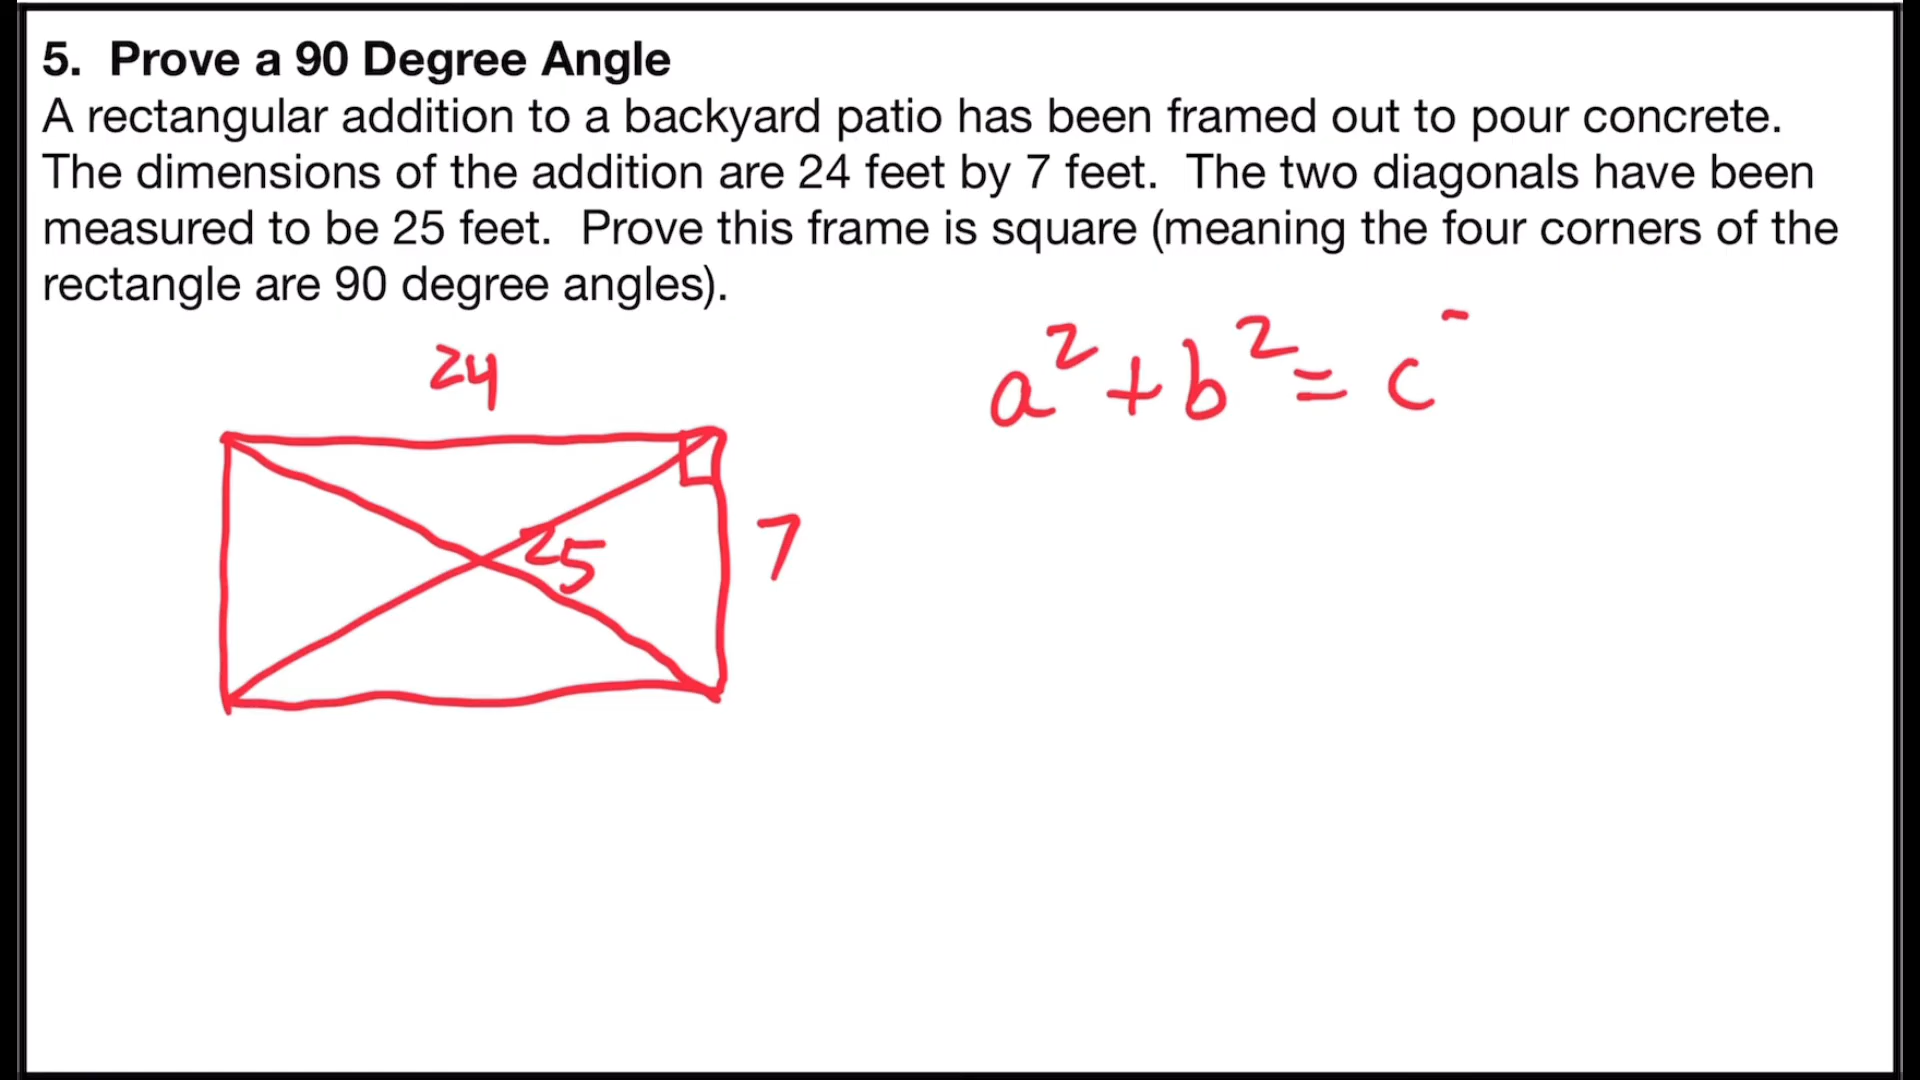 5. Prove a 90 Degree Angle
A rectangular addition to a backyard patio has been framed out to pour concrete.
The dimensions of the addition are 24 feet by 7 feet. The two diagonals have been
measured to be 25 feet. Prove this frame is square (meaning the four corners of the
rectangle are 90 degree angles).
a² + b² = c
24
25
7